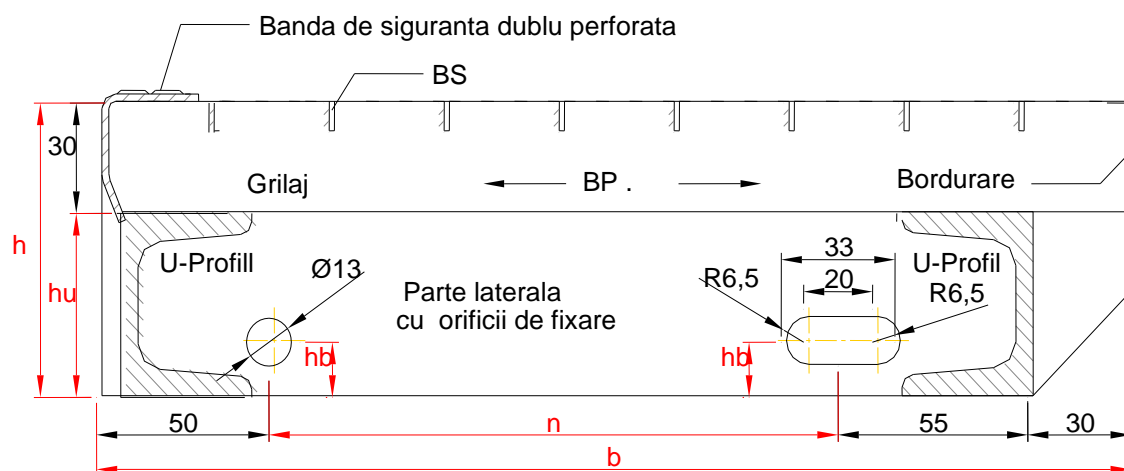 Banda de siguranta dublu perforata
BS
30
Grilaj
BP .
Bordurare
h
hu
U-Profill
Ø13
Parte laterala
cu orificii de fixare
33
20
R6,5
U-Profil
R6,5
hb
hb
50
n
55
30
b